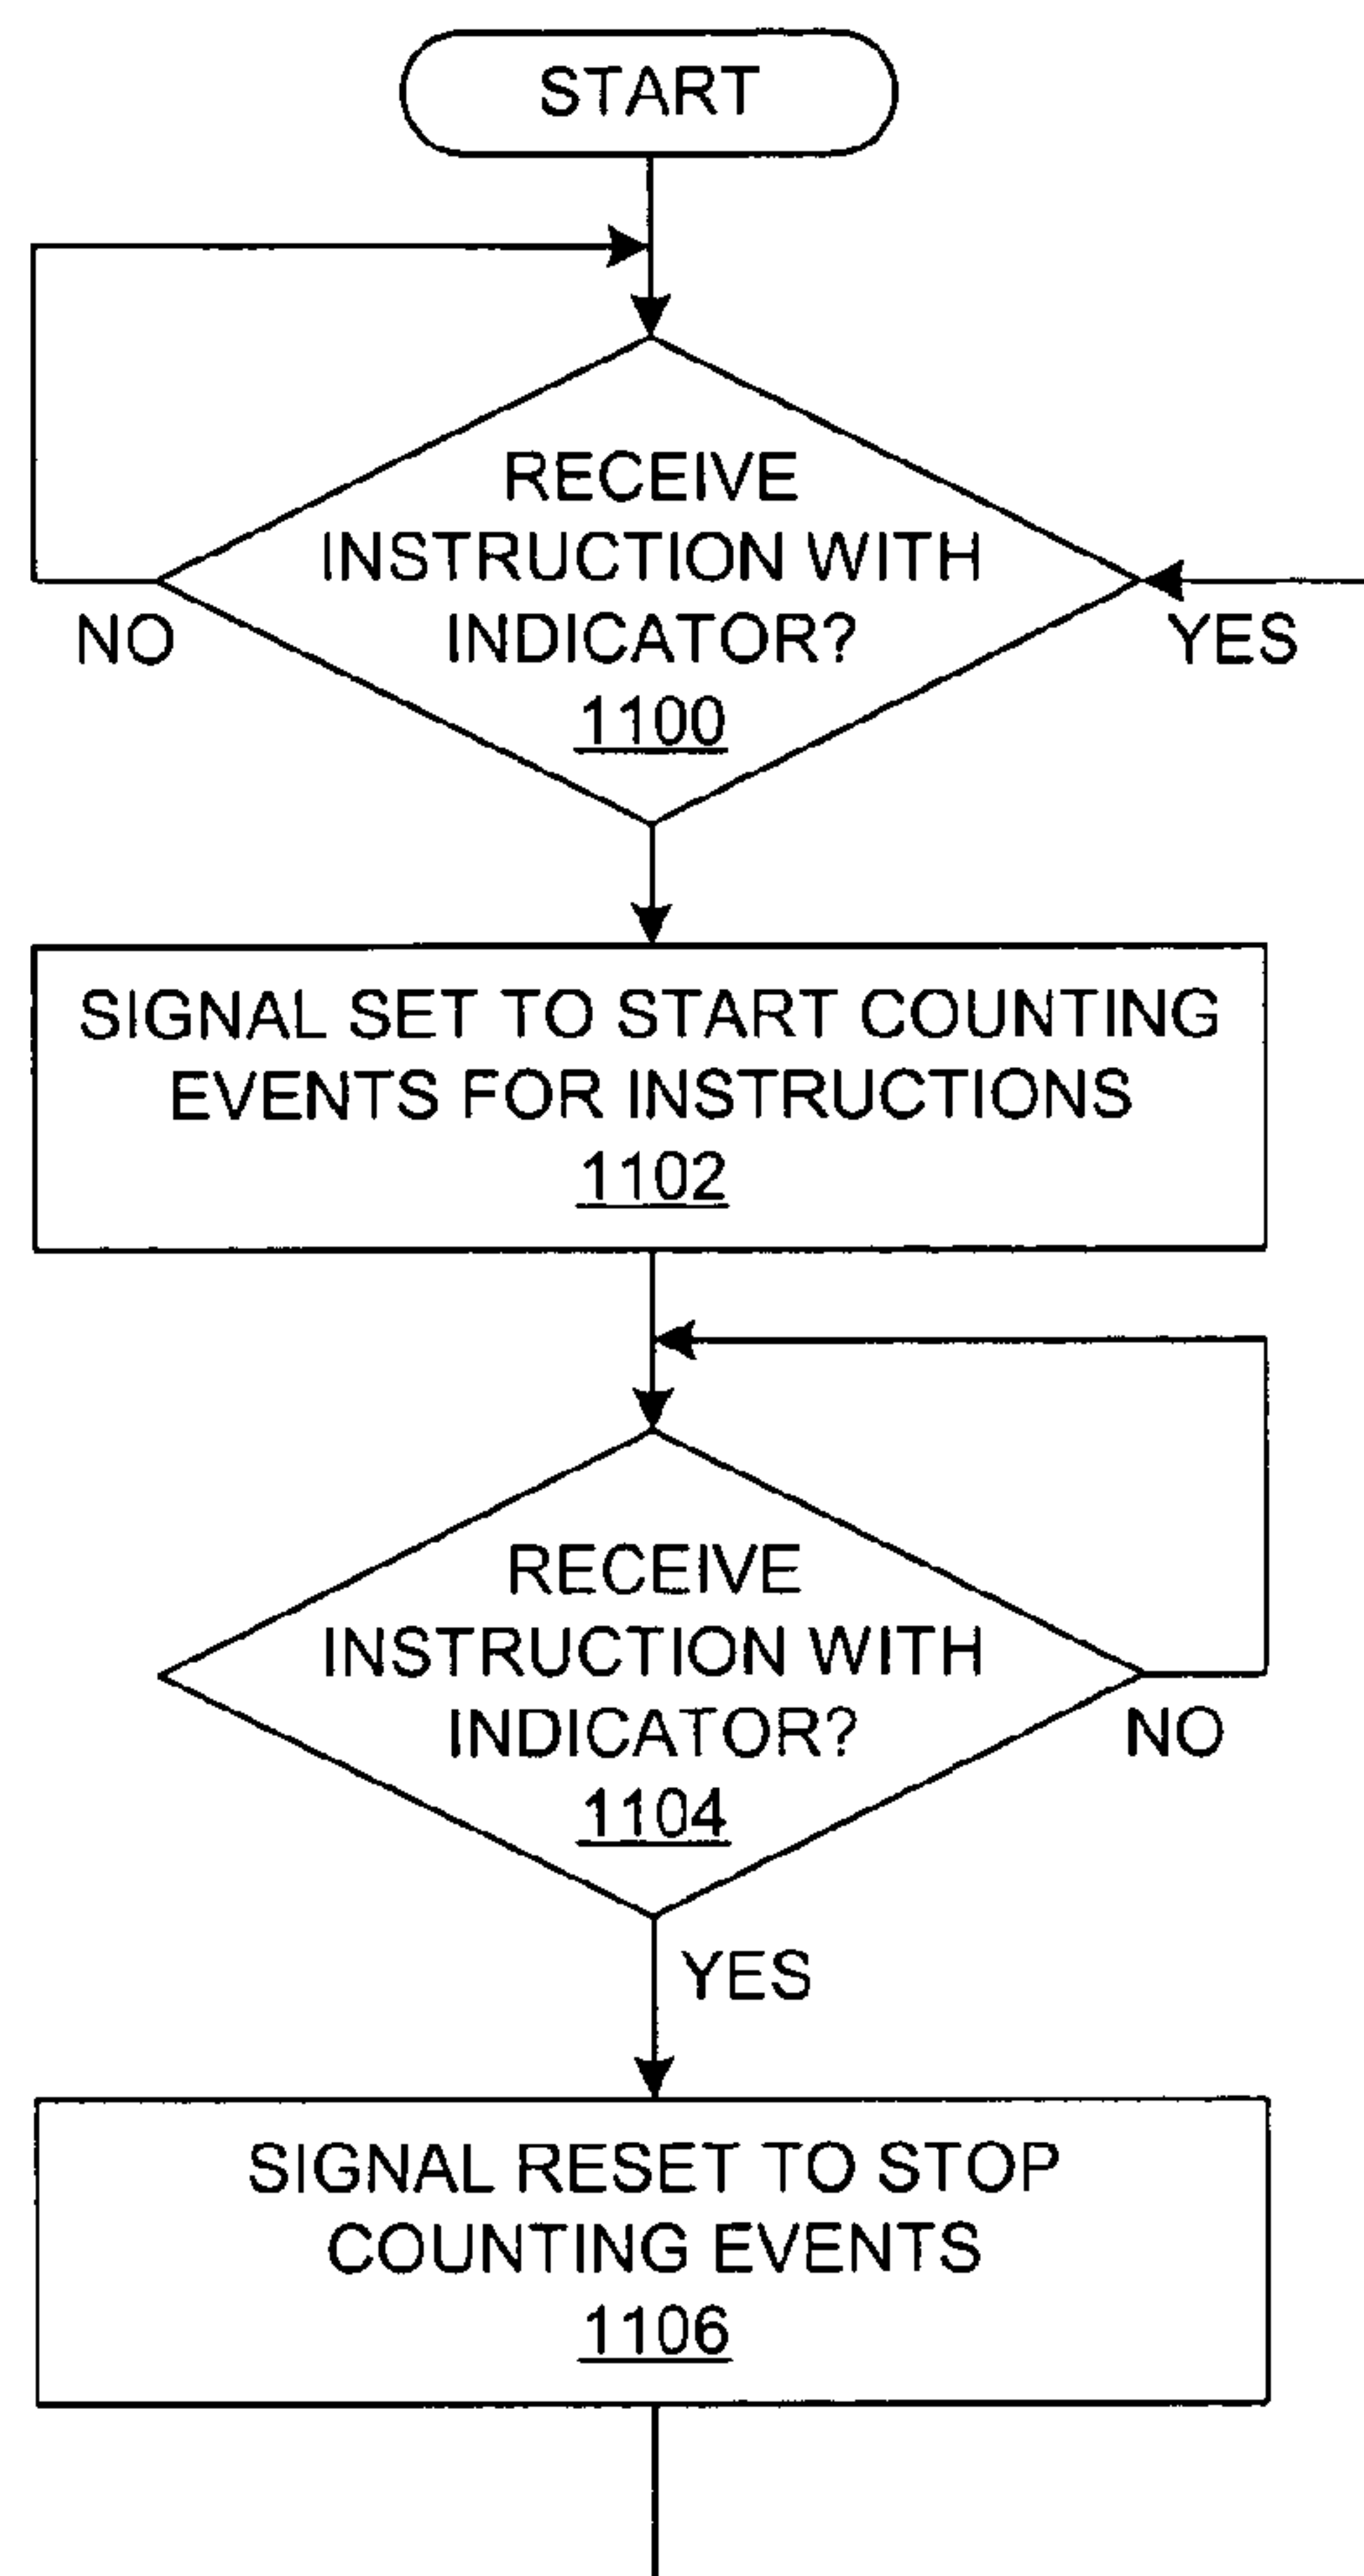 START
RECEIVE
INSTRUCTION WITH
INDICATOR?
1100
NO
YES
SIGNAL SET TO START COUNTING
EVENTS FOR INSTRUCTIONS
1102
RECEIVE
INSTRUCTION WITH
INDICATOR?
1104
NO
YES
SIGNAL RESET TO STOP
COUNTING EVENTS
1106